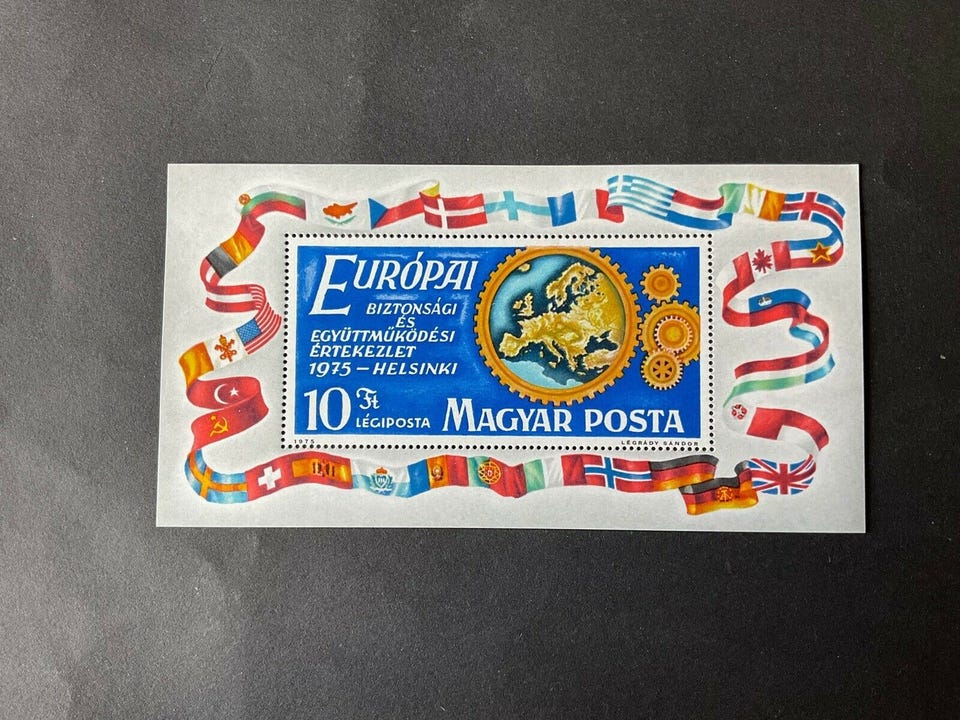 EURÓPAI
BIZTONSÁGI
ÉS
EGYÜTTMŰKÖDÉSI
ÉRTEKEZLET
1975 – HELSINKI
10 Ft
LÉGIPOSTA
MAGYAR POSTA
1975
LÉGRÁDY SÁNDOR